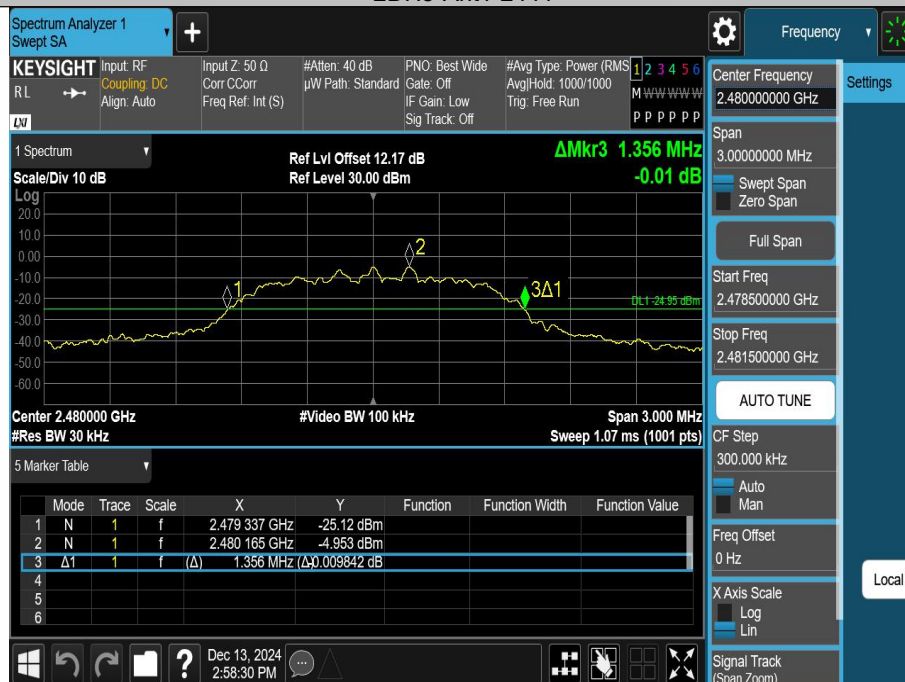 Spectrum Analyzer 1
Swept SA
+
Frequency
KEYSIGHT
RL
LXI
Input: RF
Coupling: DC
Align: Auto
Input Z: 50 Ω
Corr CCorr
Freq Ref: Int (S)
#Atten: 40 dB
µW Path: Standard
PNO: Best Wide
Gate: Off
IF Gain: Low
Sig Track: Off
#Avg Type: Power (RMS
Avg|Hold: 1000/1000
Trig: Free Run
1 2 3 4 5 6
M W W W W W
P P P P P P
1 Spectrum
Scale/Div 10 dB
Ref Lvl Offset 12.17 dB
Ref Level 30.00 dBm
ΔMkr3 1.356 MHz
-0.01 dB
Log
20.0
10.0
0.00
-10.0
-20.0
-30.0
-40.0
-50.0
-60.0
1
2
3Δ1
DL1 -24.95 dBm
Center 2.480000 GHz
#Video BW 100 kHz
Span 3.000 MHz
#Res BW 30 kHz
Sweep 1.07 ms (1001 pts)
5 Marker Table
Mode Trace Scale X Y Function Function Width Function Value
1 N 1 f 2.479 337 GHz -25.12 dBm
2 N 1 f 2.480 165 GHz -4.953 dBm
3 Δ1 1 f (Δ) 1.356 MHz (Δ) -0.009842 dB
4
5
6
?
Dec 13, 2024
2:58:30 PM
Center Frequency
2.480000000 GHz
Span
3.00000000 MHz
Swept Span
Zero Span
Full Span
Start Freq
2.478500000 GHz
Stop Freq
2.481500000 GHz
AUTO TUNE
CF Step
300.000 kHz
Auto
Man
Freq Offset
0 Hz
X Axis Scale
Log
Lin
Signal Track
(Span Zoom)
Settings
Local